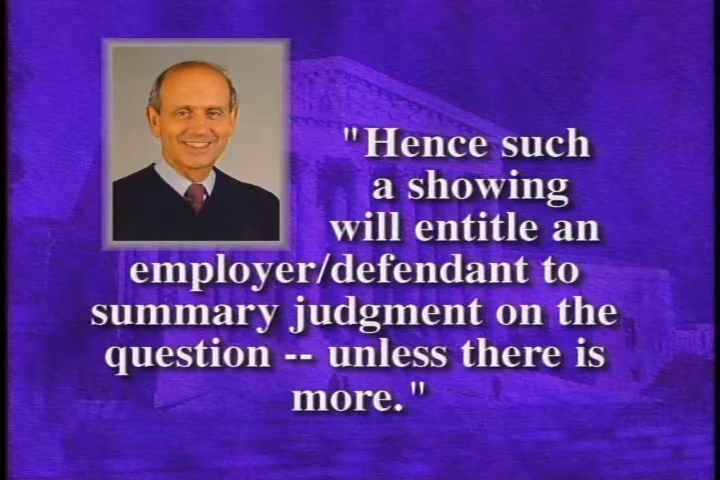 "Hence such
a showing
will entitle an
employer/defendant to
summary judgment on the
question -- unless there is
more."